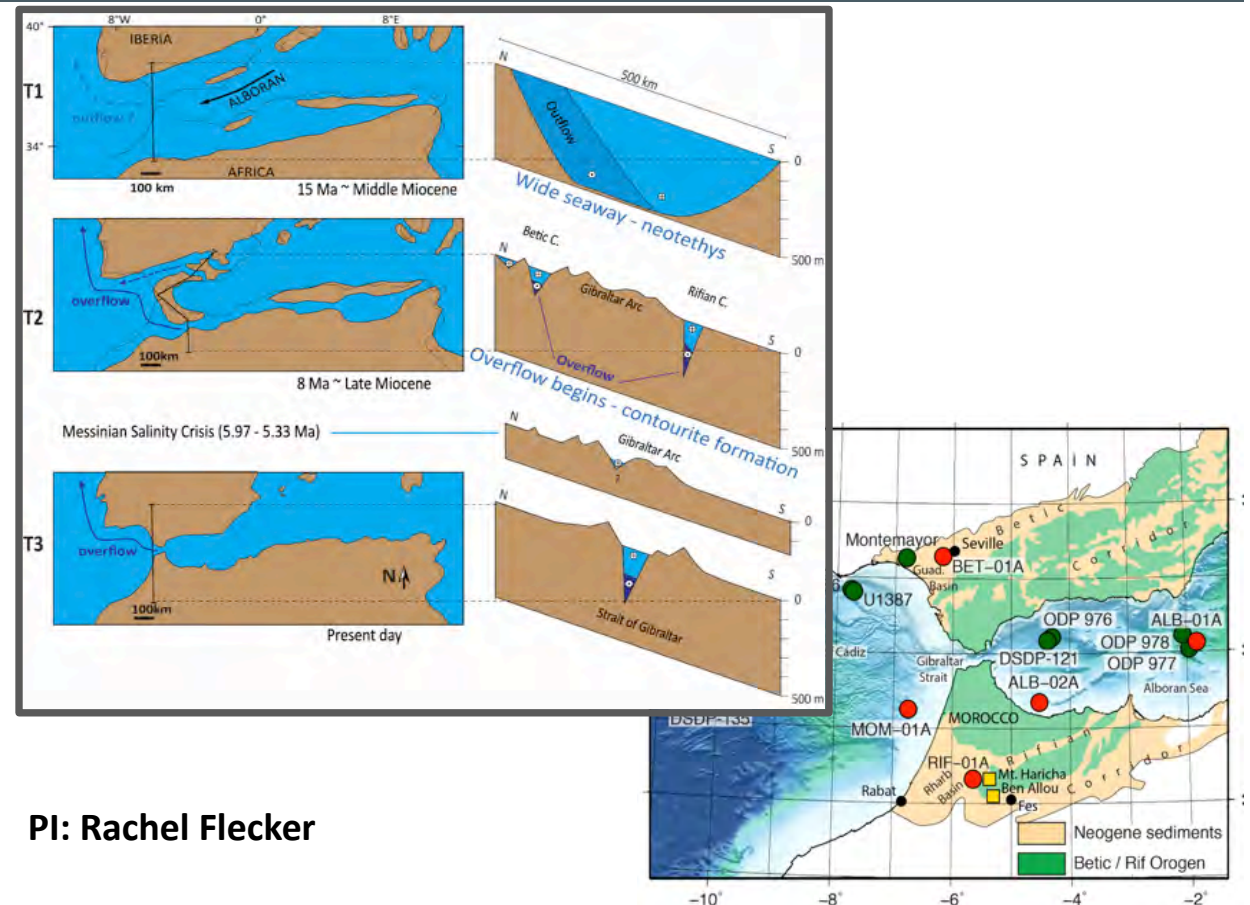 8°W 0° 8°E
40°
IBERIA
T1
ALBORAN
outflow ?
34°
AFRICA
100 km
15 Ma ~ Middle Miocene
N
500 km
Outflow
S
0
Wide seaway - neotethys
500 m
T2
overflow
100km
8 Ma ~ Late Miocene
Betic C.
N
Gibraltar Arc
Rifian C.
S
0
Overflow
Overflow begins - contourite formation
500 m
Messinian Salinity Crisis (5.97 - 5.33 Ma)
N
Gibraltar Arc
?
S
0
T3
overflow
N
100km
Present day
N
S
0
Strait of Gibraltar
500 m
SPAIN
Betic
Corridor
Montemayor
Seville
Guad.
Basin
BET-01A
U1387
ODP 976
ALB-01A
Cádiz
Gibraltar
Strait
DSDP-121
ODP 978
ODP 977
ALB-02A
Alboran Sea
DSDP-135
MOM-01A
MOROCCO
Rifian
Corridor
RIF-01A
Mt. Haricha
Ben Allou
Rharb
Basin
Rabat
Fes
Neogene sediments
Betic / Rif Orogen
-10° -8° -6° -4° -2°
PI: Rachel Flecker